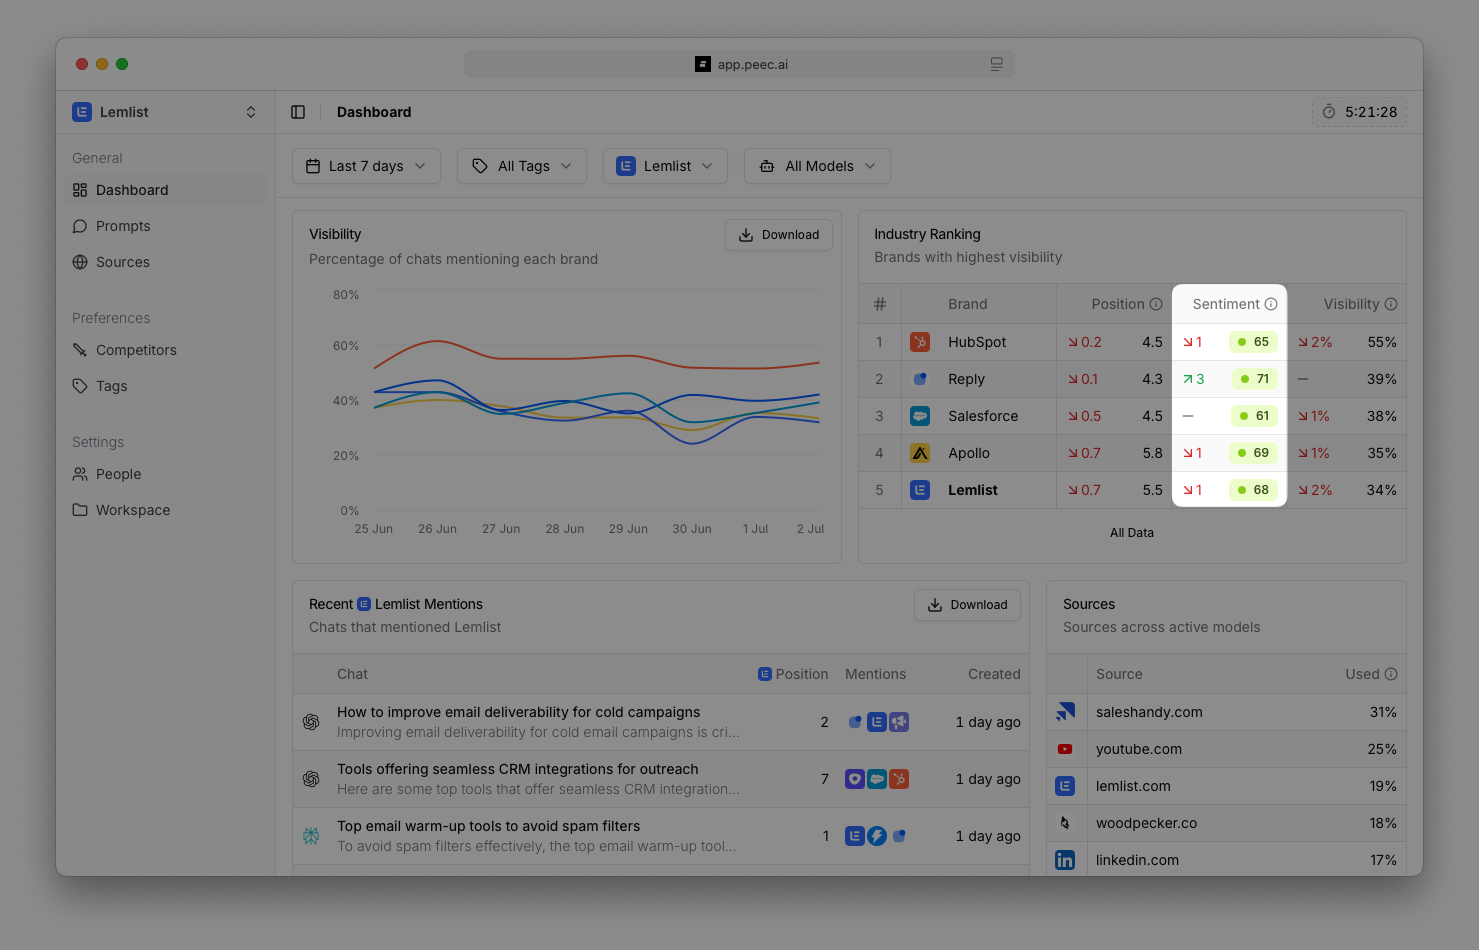 app.peec.ai
Lemlist
Dashboard
5:21:28
General
Dashboard
Prompts
Sources
Preferences
Competitors
Tags
Settings
People
Workspace
Last 7 days
All Tags
Lemlist
All Models
Visibility
Percentage of chats mentioning each brand
Download
80%
60%
40%
20%
0%
25 Jun 26 Jun 27 Jun 28 Jun 29 Jun 30 Jun 1 Jul 2 Jul
Industry Ranking
Brands with highest visibility
# Brand Position Sentiment Visibility
1 HubSpot 0.2 4.5 1 65 2% 55%
2 Reply 0.1 4.3 3 71 — 39%
3 Salesforce 0.5 4.5 — 61 1% 38%
4 Apollo 0.7 5.8 1 69 1% 35%
5 Lemlist 0.7 5.5 1 68 2% 34%
All Data
Recent Lemlist Mentions
Chats that mentioned Lemlist
Download
Chat Position Mentions Created
How to improve email deliverability for cold campaigns 2 1 day ago
Improving email deliverability for cold email campaigns is cri...
Tools offering seamless CRM integrations for outreach 7 1 day ago
Here are some top tools that offer seamless CRM integration...
Top email warm-up tools to avoid spam filters 1 1 day ago
To avoid spam filters effectively, the top email warm-up tool...
Sources
Sources across active models
Source Used
saleshandy.com 31%
youtube.com 25%
lemlist.com 19%
woodpecker.co 18%
linkedin.com 17%